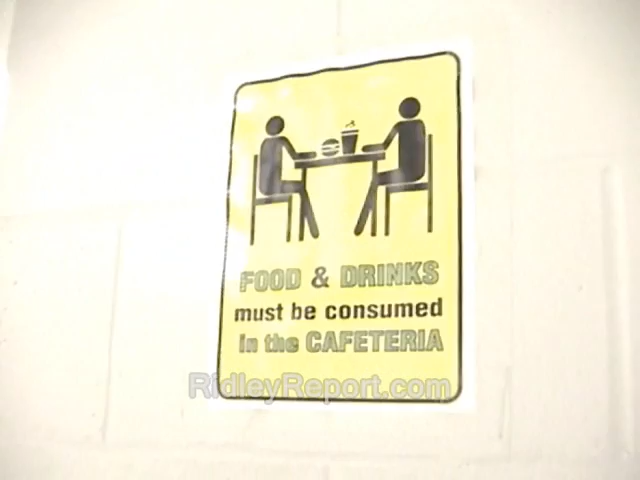 FOOD & DRINKS
must be consumed
in the CAFETERIA
RidleyReport.com